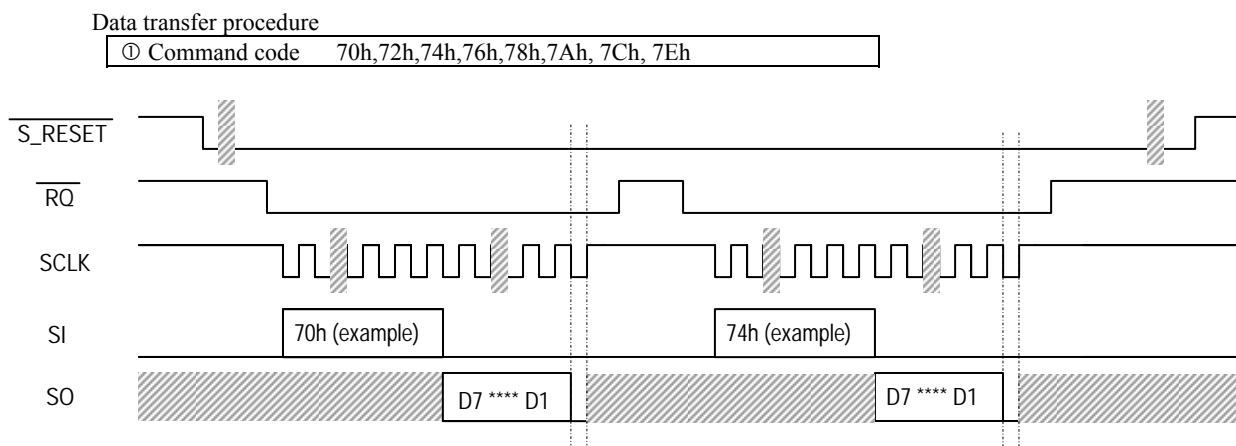 Data transfer procedure
① Command code 70h,72h,74h,76h,78h,7Ah, 7Ch, 7Eh
S_RESET
RQ
SCLK
SI
70h (example)
74h (example)
SO
D7 **** D1
D7 **** D1